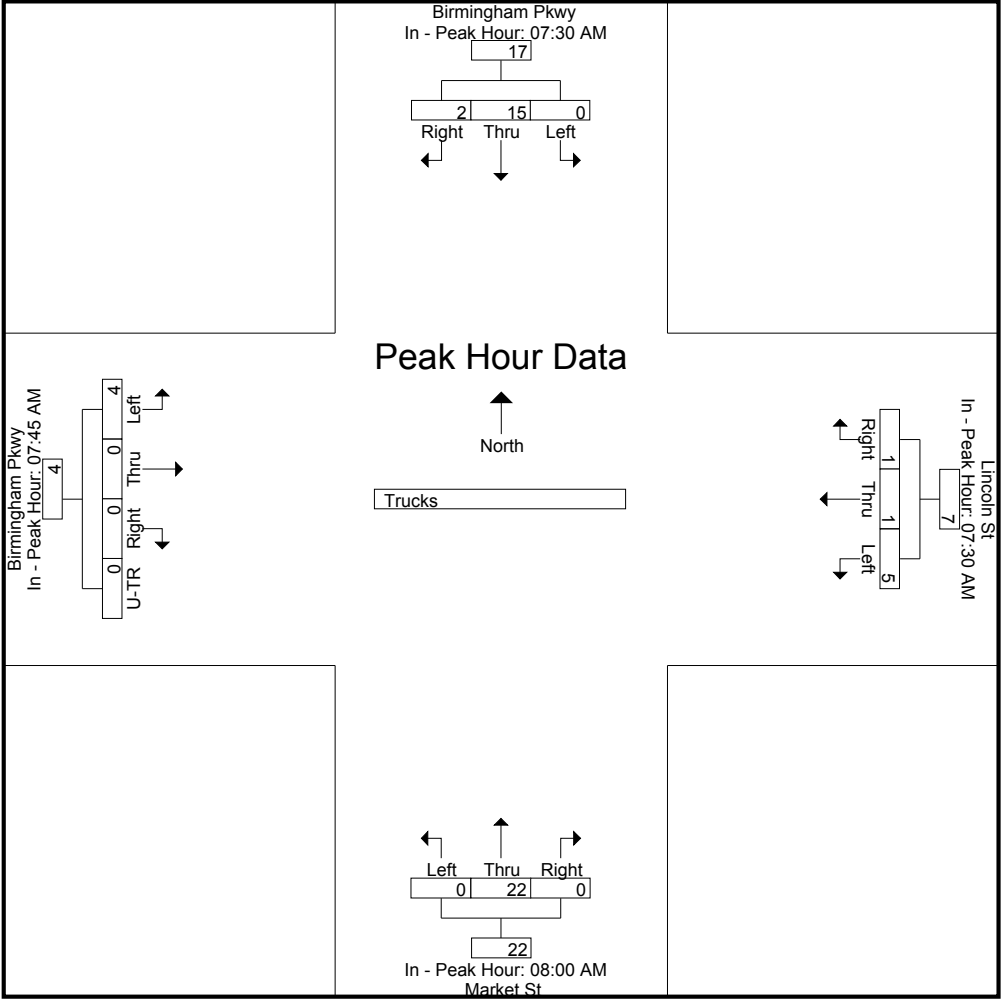 Birmingham Pkwy
In - Peak Hour: 07:30 AM
17
2 15 0
Right Thru Left
Peak Hour Data
North
Trucks
Birmingham Pkwy
In - Peak Hour: 07:45 AM
4
4 0 0 0
Left Thru Right U-TR
Lincoln St
In - Peak Hour: 07:30 AM
7
1 1 5
Right Thru Left
Left Thru Right
0 22 0
22
In - Peak Hour: 08:00 AM
Market St